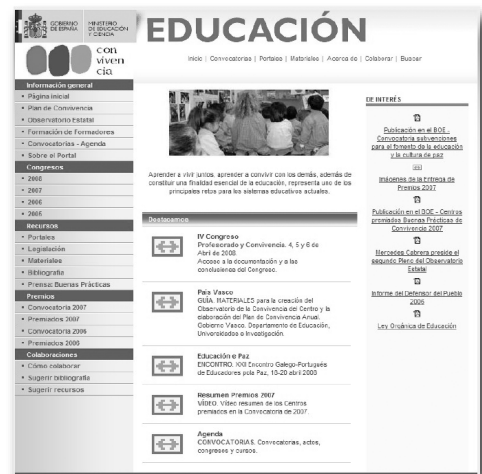 GOBIERNO DE ESPAÑA
MINISTERIO DE EDUCACIÓN Y CIENCIA
EDUCACIÓN
con
viven
cia
Inicio | Convocatorias | Portales | Materiales | Acerca de | Colaborar | Buscar
Información general
• Página inicial
• Plan de Convivencia
• Observatorio Estatal
• Formación de Formadores
• Convocatorias - Agenda
• Sobre el Portal
Congresos
• 2008
• 2007
• 2006
• 2005
Recursos
• Portales
• Legislación
• Materiales
• Bibliografía
• Prensa: Buenas Prácticas
Premios
• Convocatoria 2007
• Premiados 2007
• Convocatoria 2006
• Premiados 2006
Colaboraciones
• Cómo colaborar
• Sugerir bibliografía
• Sugerir recursos
Aprender a vivir juntos, aprender a convivir con los demás, además de
constituir una finalidad esencial de la educación, representa uno de los
principales retos para los sistemas educativos actuales.
Destacamos
IV Congreso
Profesorado y Convivencia. 4, 5 y 6 de
Abril de 2008.
Acceso a la documentación y a las
conclusiones del Congreso.
País Vasco
GUÍA. MATERIALES para la creación del
Observatorio de la Convivencia del Centro y la
elaboración del Plan de Convivencia Anual.
Gobierno Vasco. Departamento de Educación,
Universidades e Investigación.
Educación e Paz
ENCONTRO. XXII Encontro Galego-Portugués
de Educadores pola Paz, 18-20 abril 2008
Resumen Premios 2007
VÍDEO. Vídeo resumen de los Centros
premiados en la Convocatoria de 2007.
Agenda
CONVOCATORIAS. Convocatorias, actos,
congresos y cursos.
DE INTERÉS
Publicación en el BOE -
Convocatoria subvenciones
para el fomento de la educación
y la cultura de paz
Imágenes de la Entrega de
Premios 2007
Publicación en el BOE - Centros
premiados Buenas Prácticas de
Convivencia 2007
Mercedes Cabrera preside el
segundo Pleno del Observatorio
Estatal
Informe del Defensor del Pueblo
2006
Ley Orgánica de Educación